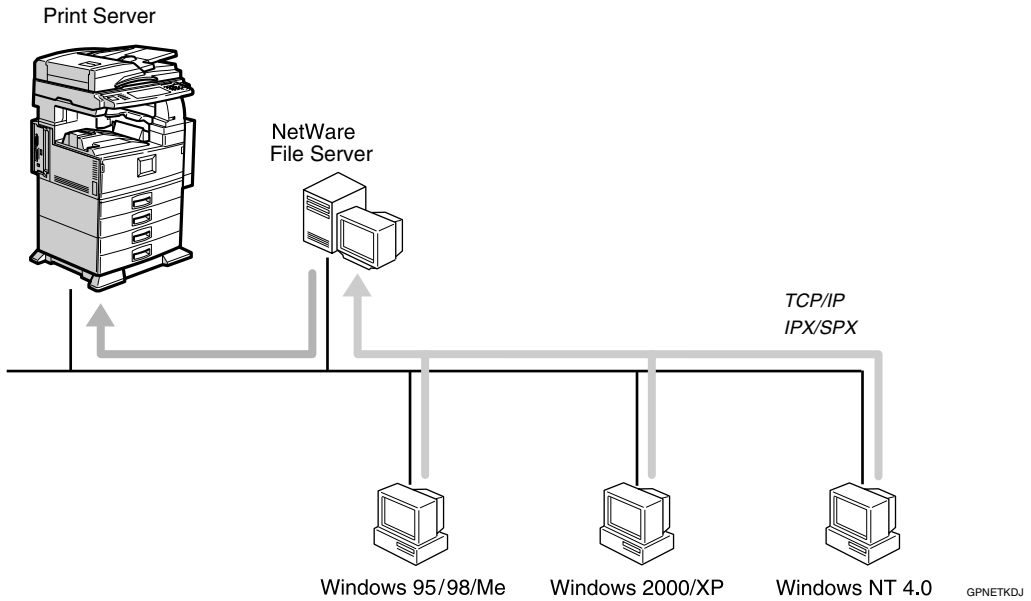 Print Server
NetWare
File Server
TCP/IP
IPX/SPX
Windows 95/98/Me
Windows 2000/XP
Windows NT 4.0
GPNETKDJ